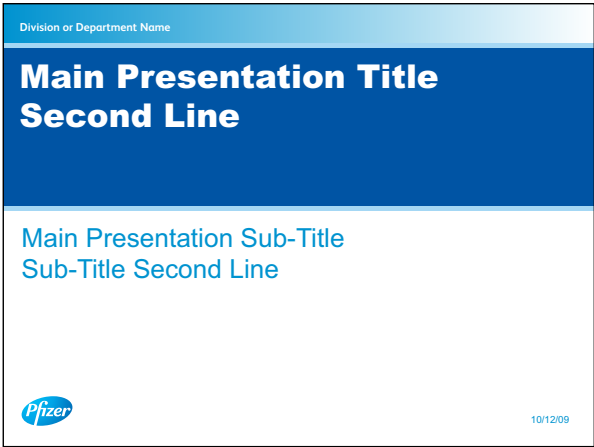 Division or Department Name
Main Presentation Title
Second Line
Main Presentation Sub-Title
Sub-Title Second Line
Pfizer
10/12/09